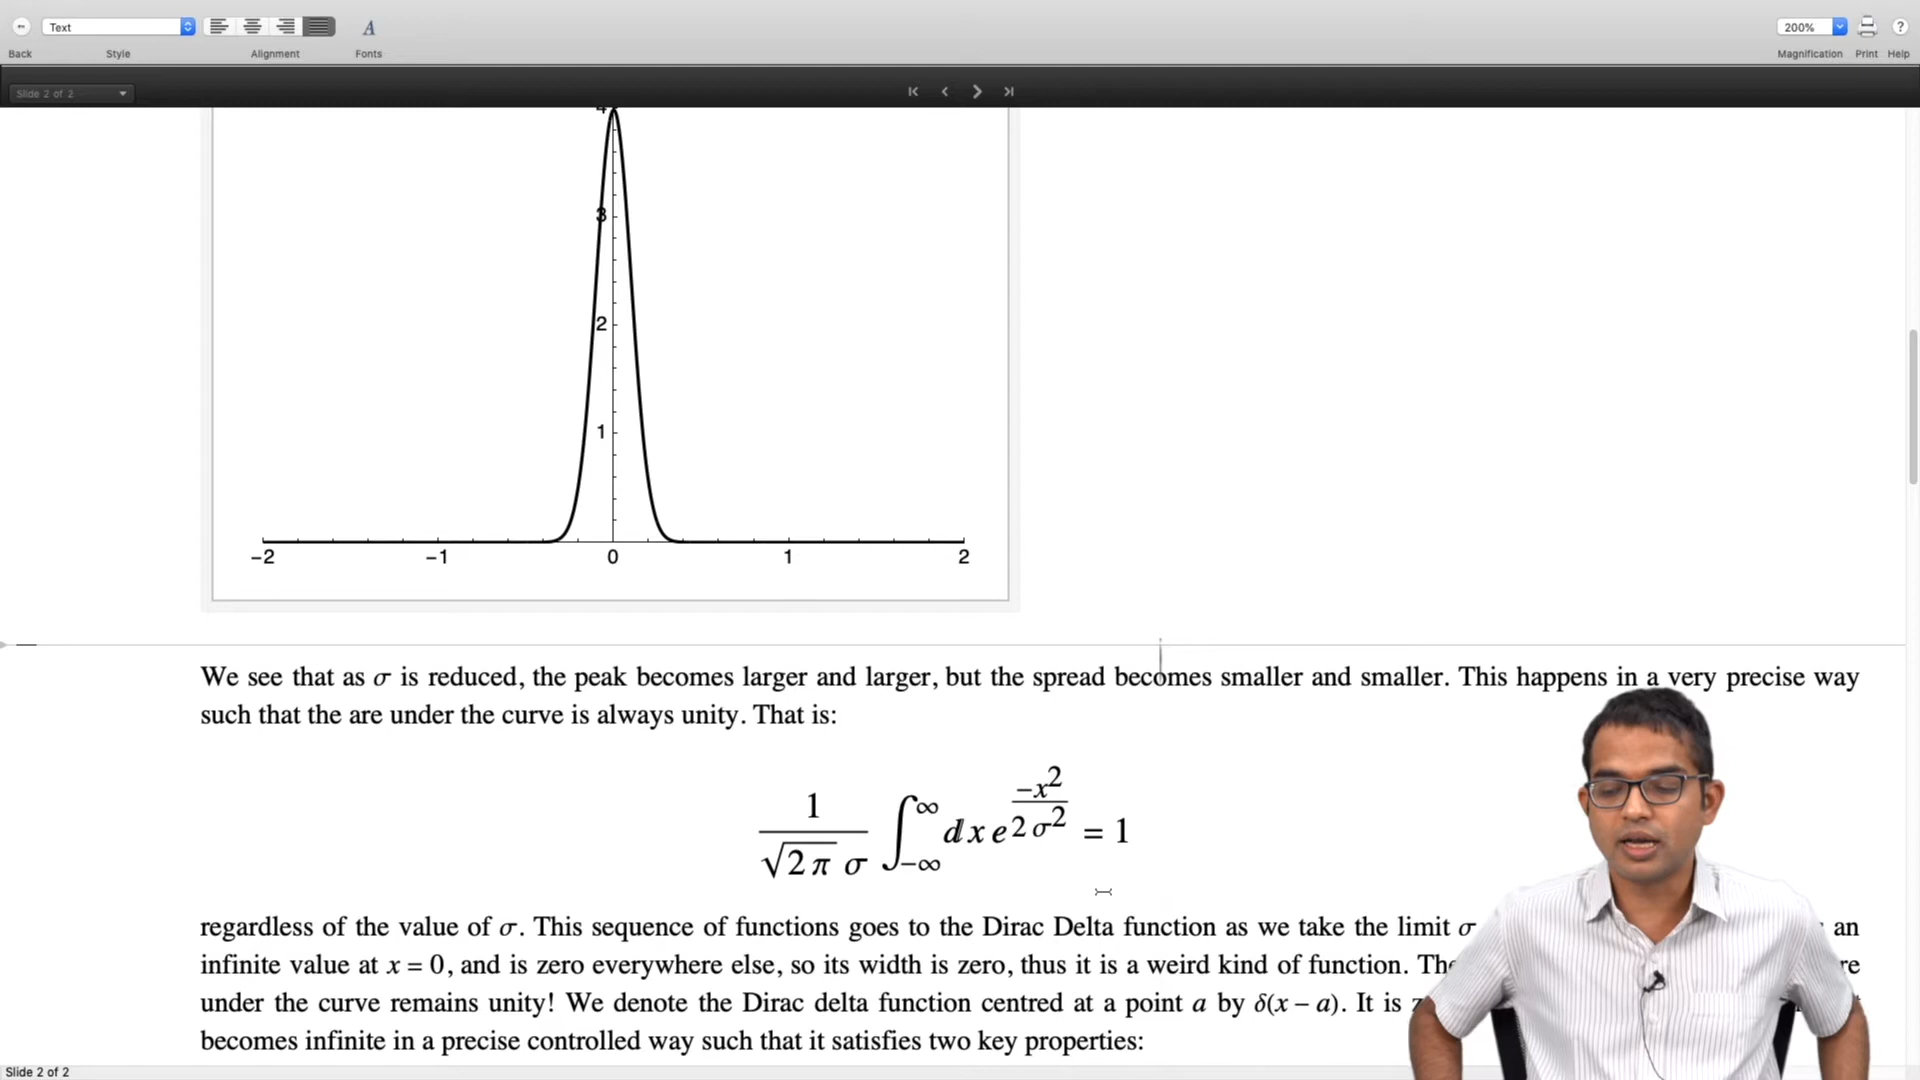 Text
200%
Back
Style
Alignment
Fonts
Magnification
Print
Help
Slide 2 of 2
4
3
2
1
−2
−1
0
1
2
We see that as σ is reduced, the peak becomes larger and larger, but the spread becomes smaller and smaller. This happens in a very precise way
such that the are under the curve is always unity. That is:
1/(√2π σ) ∫_{−∞}^{∞} dx e^{−x²/(2σ²)} = 1
regardless of the value of σ. This sequence of functions goes to the Dirac Delta function as we take the limit σ an
infinite value at x = 0, and is zero everywhere else, so its width is zero, thus it is a weird kind of function.
under the curve remains unity! We denote the Dirac delta function centred at a point a by δ(x − a). It is
becomes infinite in a precise controlled way such that it satisfies two key properties:
Slide 2 of 2